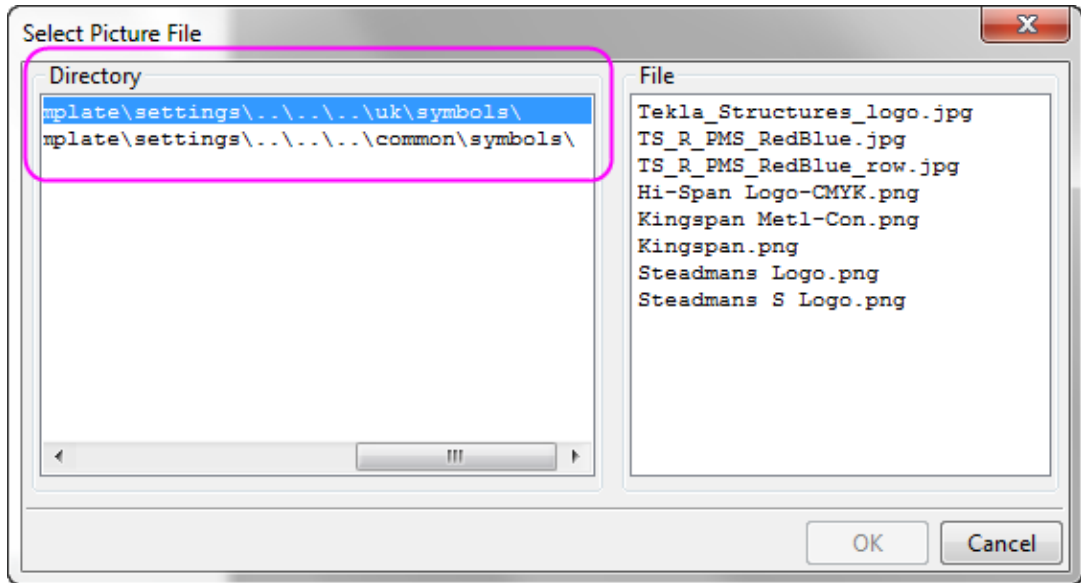 Select Picture File
Directory
mplate\settings\..\..\..\uk\symbols\
mplate\settings\..\..\..\common\symbols\
File
Tekla_Structures_logo.jpg
TS_R_PMS_RedBlue.jpg
TS_R_PMS_RedBlue_row.jpg
Hi-Span Logo-CMYK.png
Kingspan Metl-Con.png
Kingspan.png
Steadmans Logo.png
Steadmans S Logo.png
OK
Cancel